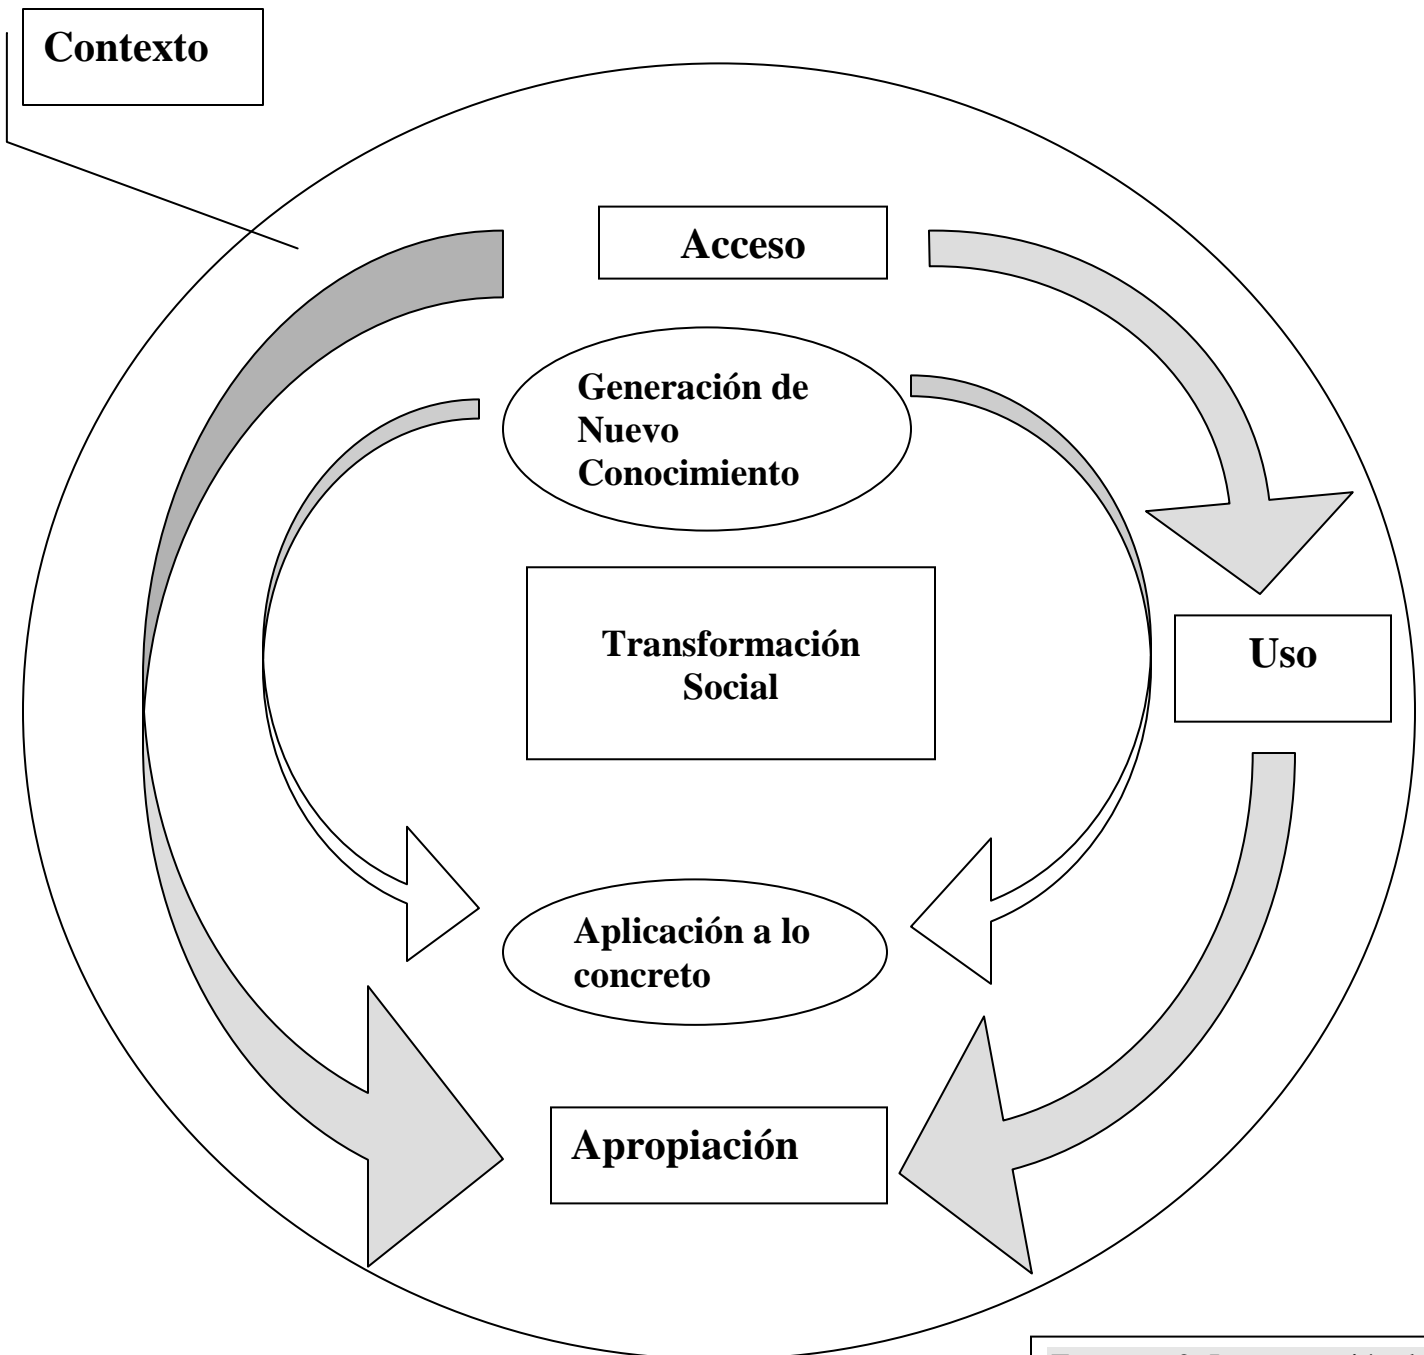 Contexto
Acceso
Generación de
Nuevo
Conocimiento
Transformación
Social
Uso
Aplicación a lo
concreto
Apropiación